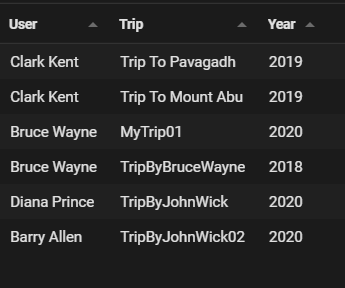 User Trip Year
Clark Kent Trip To Pavagadh 2019
Clark Kent Trip To Mount Abu 2019
Bruce Wayne MyTrip01 2020
Bruce Wayne TripByBruceWayne 2018
Diana Prince TripByJohnWick 2020
Barry Allen TripByJohnWick02 2020